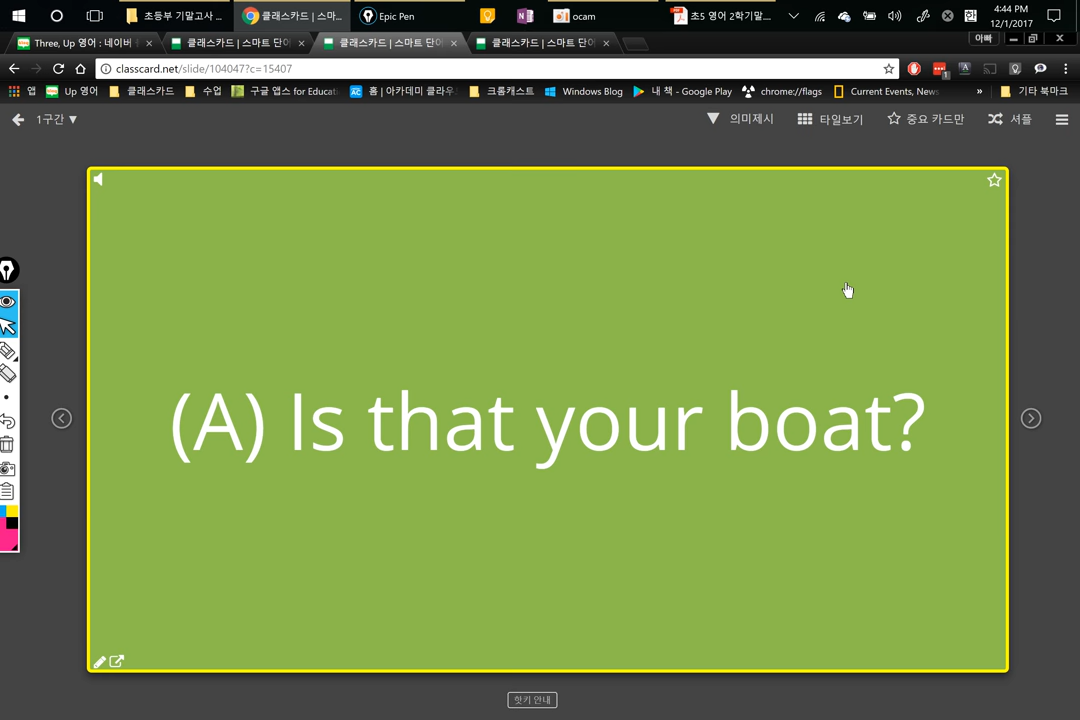 초등부 기말고사 ...
클래스카드 | 스마...
Epic Pen
ocam
초5 영어 2학기말...
한
4:44 PM
12/1/2017
Three, Up 영어 : 네이버
클래스카드 | 스마트 단어
클래스카드 | 스마트 단어
클래스카드 | 스마트 단어
아빠
classcard.net/slide/104047?c=15407
앱
Up 영어
클래스카드
수업
구글 앱스 for Educati
홈 | 아카데미 클라우
크롬캐스트
Windows Blog
내 책 - Google Play
chrome://flags
Current Events, News
»
기타 북마크
1구간 ▼
의미제시
타일보기
중요 카드만
셔플
(A) Is that your boat?
핫키 안내